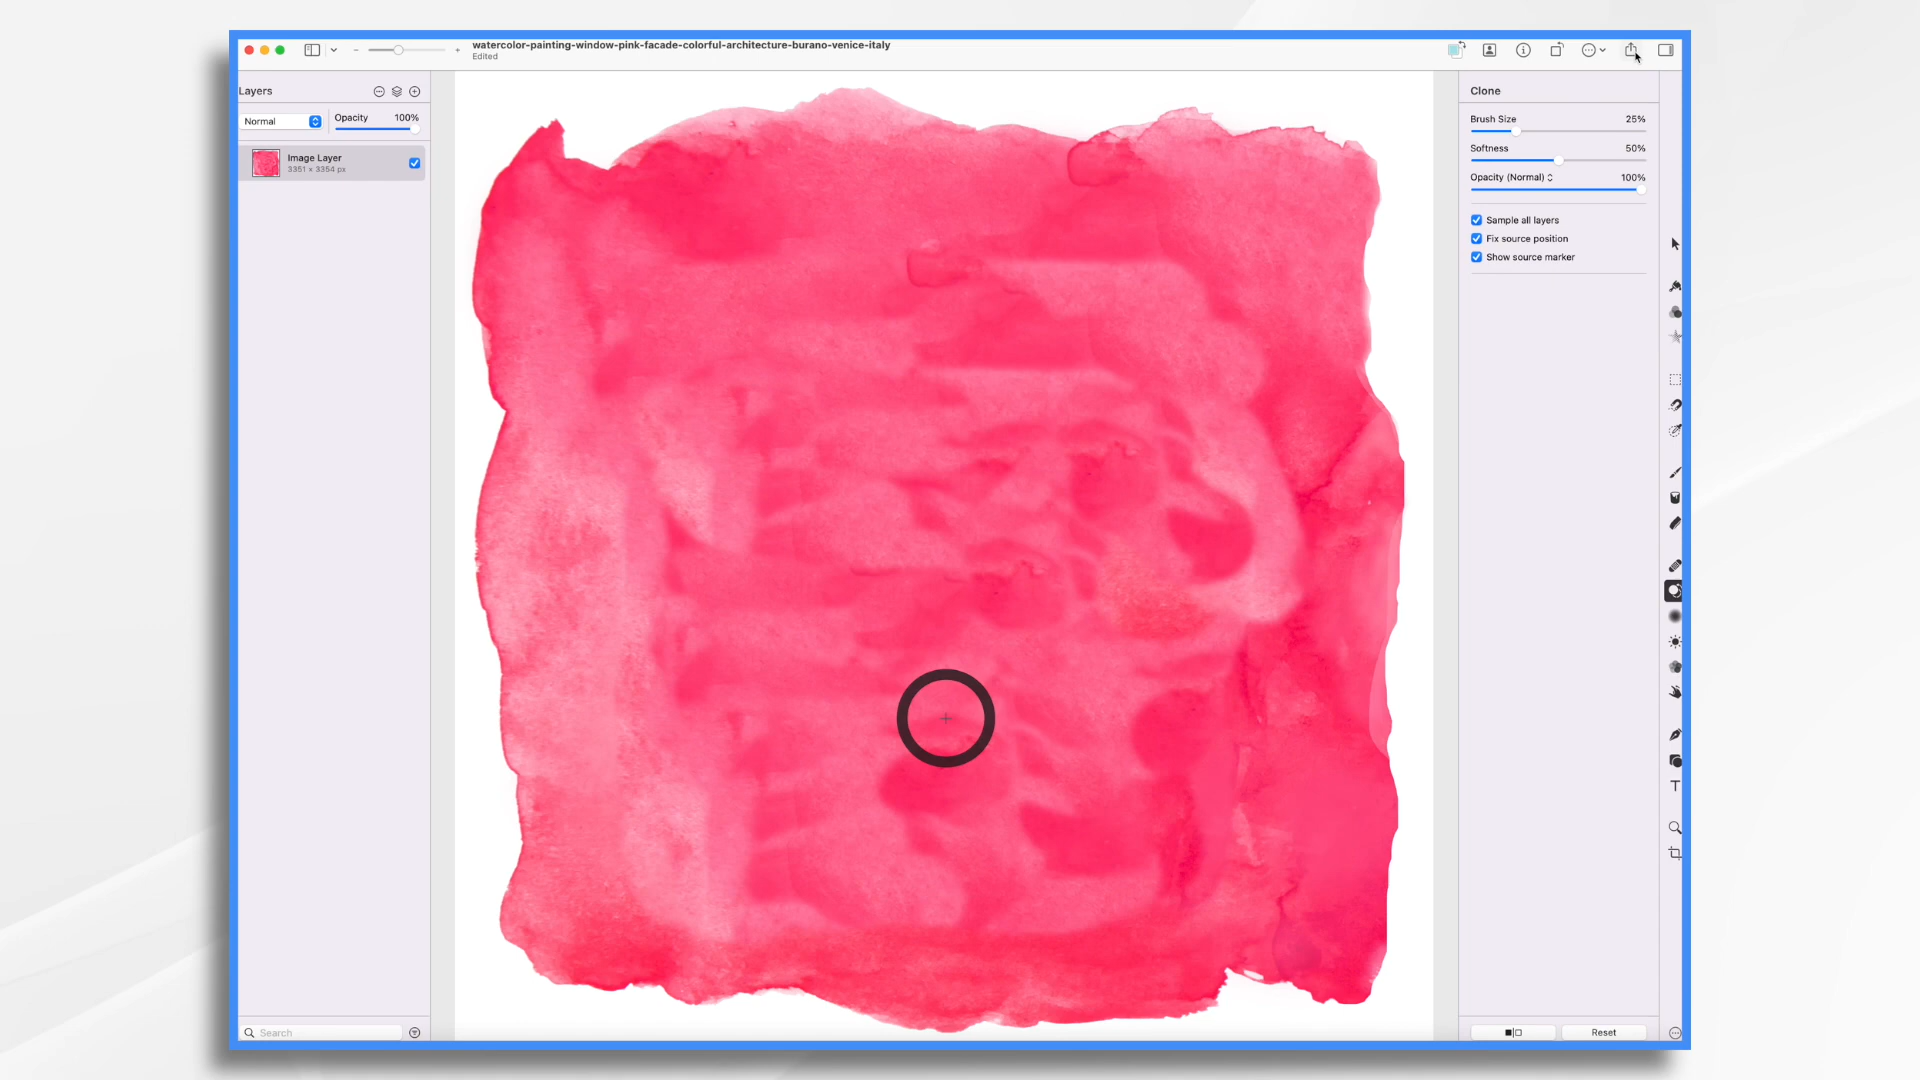 watercolor-painting-window-pink-facade-colorful-architecture-burano-venice-italy
Edited
Layers
Normal
Opacity 100%
Image Layer
3351 × 3354 px
Search
Clone
Brush Size 25%
Softness 50%
Opacity (Normal) 100%
Sample all layers
Fix source position
Show source marker
T
Reset